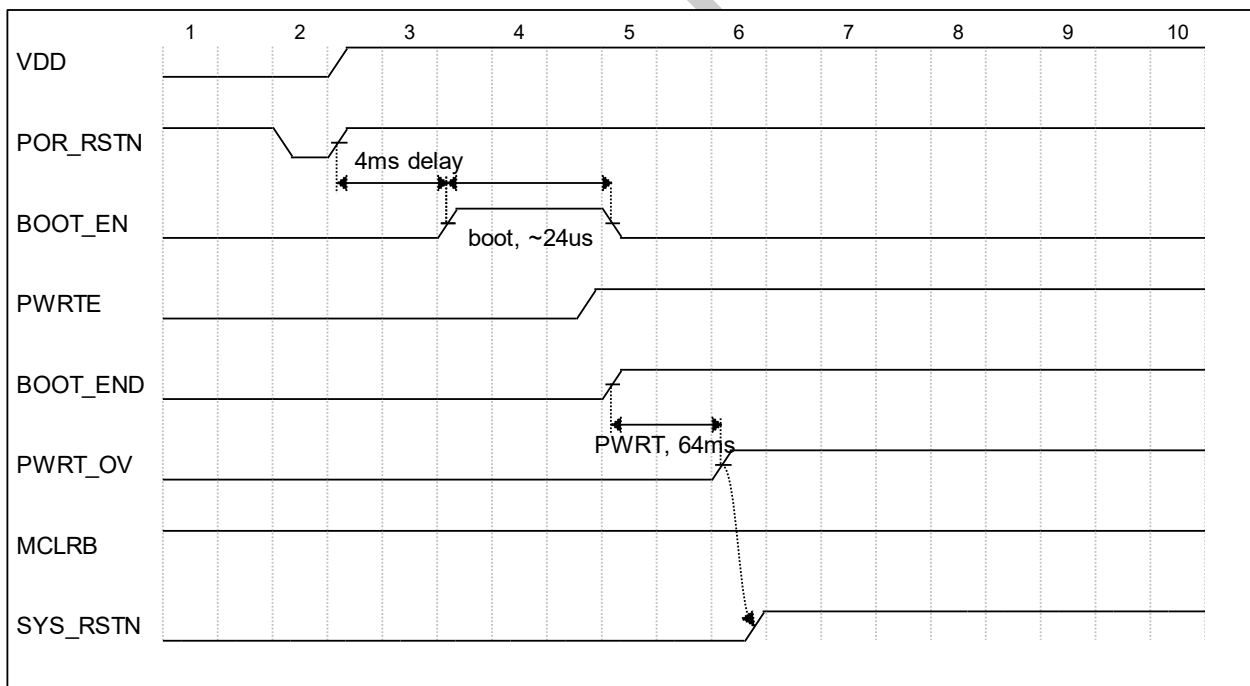 1 2 3 4 5 6 7 8 9 10
VDD
POR_RSTN
4ms delay
BOOT_EN
boot, ~24us
PWRTE
BOOT_END
PWRT, 64ms
PWRT_OV
MCLRB
SYS_RSTN